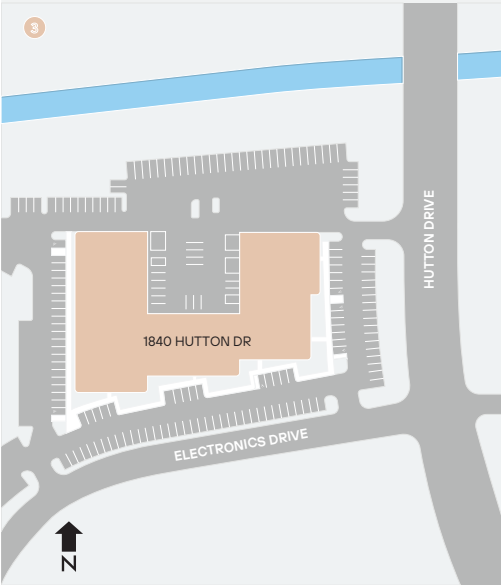 3
HUTTON DRIVE
1840 HUTTON DR
ELECTRONICS DRIVE
N